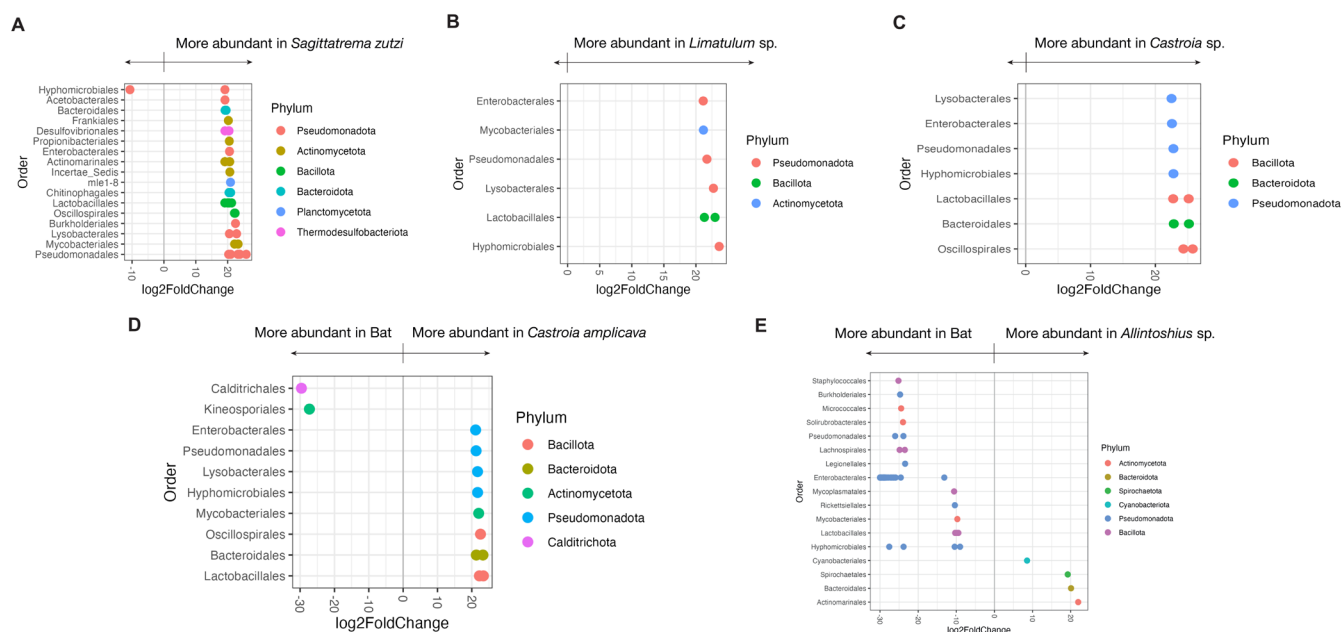 A
More abundant in Sagittatrema zutzi
Order
Hyphomicrobiales
Acetobacterales
Bacteroidales
Frankiales
Desulfovibrionales
Propionibacteriales
Enterobacterales
Actinomarinales
Incertae_Sedis
mle1-8
Chitinophagales
Lactobacillales
Oscillospirales
Burkholderiales
Lysobacterales
Mycobacteriales
Pseudomonadales
-10
0
10
20
log2FoldChange
Phylum
Pseudomonadota
Actinomycetota
Bacillota
Bacteroidota
Planctomycetota
Thermodesulfobacteriota
B
More abundant in Limatulum sp.
Order
Enterobacterales
Mycobacteriales
Pseudomonadales
Lysobacterales
Lactobacillales
Hyphomicrobiales
0
5
10
15
20
log2FoldChange
Phylum
Pseudomonadota
Bacillota
Actinomycetota
C
More abundant in Castroia sp.
Order
Lysobacterales
Enterobacterales
Pseudomonadales
Hyphomicrobiales
Lactobacillales
Bacteroidales
Oscillospirales
0
10
20
log2FoldChange
Phylum
Bacillota
Bacteroidota
Pseudomonadota
D
More abundant in Bat
More abundant in Castroia amplicava
Order
Calditrichales
Kineosporiales
Enterobacterales
Pseudomonadales
Lysobacterales
Hyphomicrobiales
Mycobacteriales
Oscillospirales
Bacteroidales
Lactobacillales
-30
-20
-10
0
10
20
log2FoldChange
Phylum
Bacillota
Bacteroidota
Actinomycetota
Pseudomonadota
Calditrichota
E
More abundant in Bat
More abundant in Allintoshius sp.
Order
Staphylococcales
Burkholderiales
Micrococcales
Solirubrobacterales
Pseudomonadales
Lachnospirales
Legionellales
Enterobacterales
Mycoplasmatales
Rickettsiellales
Mycobacteriales
Lactobacillales
Hyphomicrobiales
Cyanobacteriales
Spirochaetales
Bacteroidales
Actinomarinales
-30
-20
-10
0
10
20
log2FoldChange
Phylum
Actinomycetota
Bacteroidota
Spirochaetota
Cyanobacteriota
Pseudomonadota
Bacillota